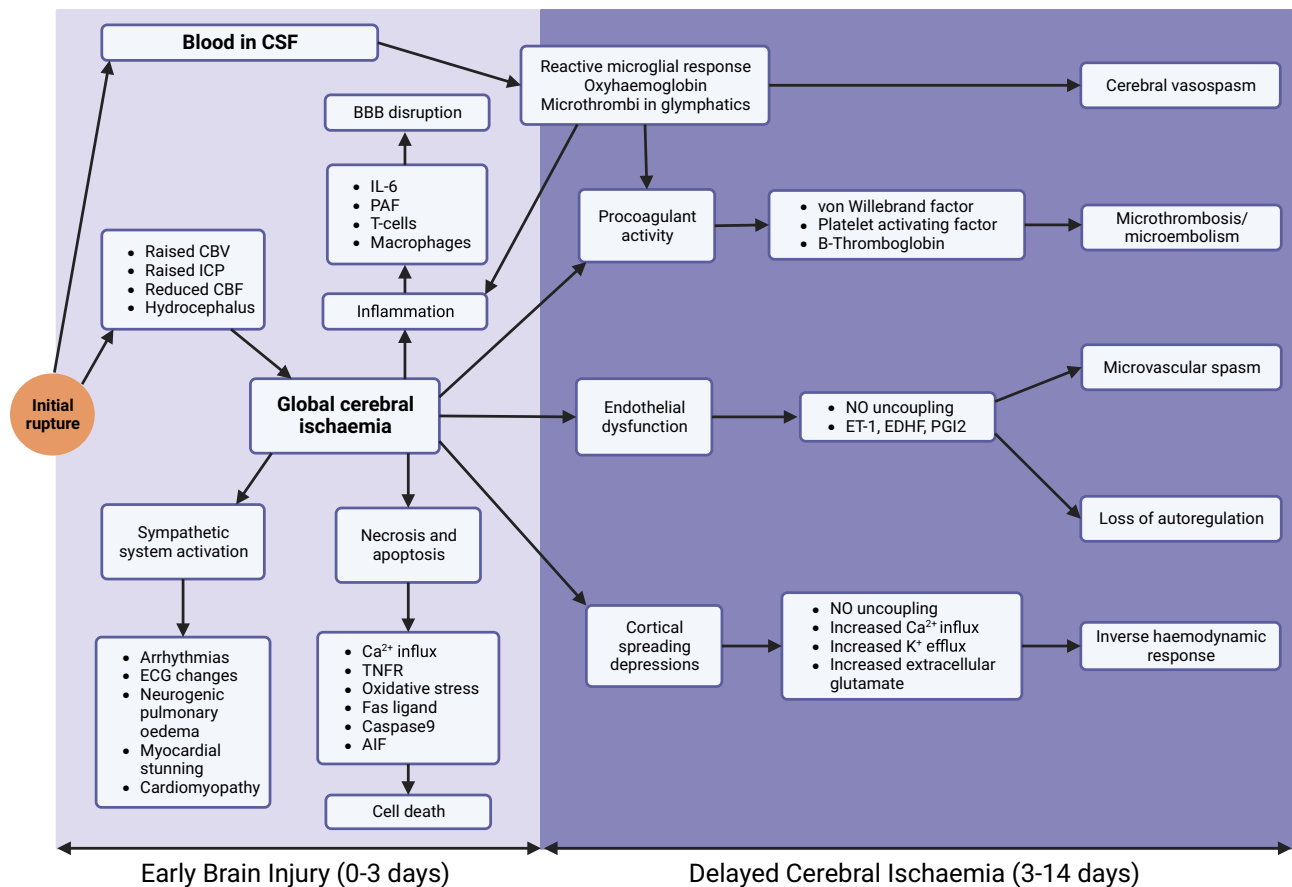 Blood in CSF
Reactive microglial response
Oxyhaemoglobin
Microthrombi in glymphatics
Cerebral vasospasm
BBB disruption
• IL-6
• PAF
• T-cells
• Macrophages
Procoagulant
activity
• von Willebrand factor
• Platelet activating factor
• B-Thromboglobin
Microthrombosis/
microembolism
• Raised CBV
• Raised ICP
• Reduced CBF
• Hydrocephalus
Inflammation
Initial
rupture
Global cerebral
ischaemia
Endothelial
dysfunction
• NO uncoupling
• ET-1, EDHF, PGI2
Microvascular spasm
Loss of autoregulation
Sympathetic
system activation
Necrosis and
apoptosis
Cortical
spreading
depressions
• NO uncoupling
• Increased Ca²⁺ influx
• Increased K⁺ efflux
• Increased extracellular
glutamate
Inverse haemodynamic
response
• Arrhythmias
• ECG changes
• Neurogenic
pulmonary
oedema
• Myocardial
stunning
• Cardiomyopathy
• Ca²⁺ influx
• TNFR
• Oxidative stress
• Fas ligand
• Caspase9
• AIF
Cell death
Early Brain Injury (0-3 days)
Delayed Cerebral Ischaemia (3-14 days)